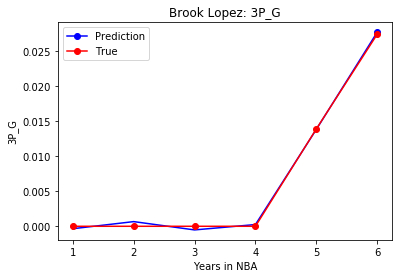 Brook Lopez: 3P_G
Prediction
True
3P_G
0.025
0.020
0.015
0.010
0.005
0.000
1 2 3 4 5 6
Years in NBA